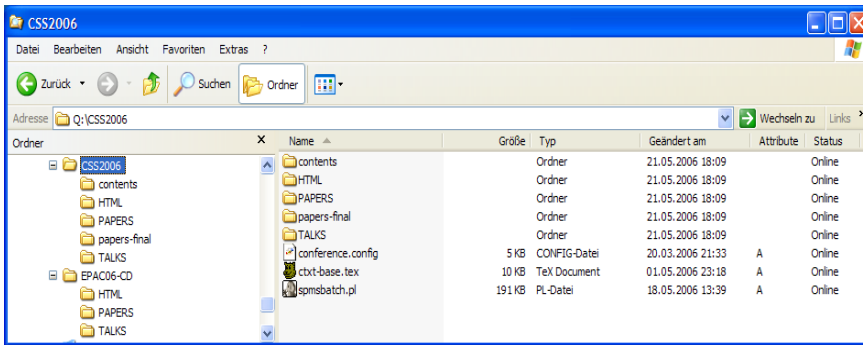 CSS2006
Datei Bearbeiten Ansicht Favoriten Extras ?
Zurück Suchen Ordner
Adresse Q:\CSS2006 Wechseln zu Links »
Ordner x
CSS2006
contents
HTML
PAPERS
papers-final
TALKS
EPAC06-CD
HTML
PAPERS
TALKS
Name Größe Typ Geändert am Attribute Status
contents Ordner 21.05.2006 18:09 Online
HTML Ordner 21.05.2006 18:09 Online
PAPERS Ordner 21.05.2006 18:09 Online
papers-final Ordner 21.05.2006 18:09 Online
TALKS Ordner 21.05.2006 18:09 Online
conference.config 5 KB CONFIG-Datei 20.03.2006 21:33 A Online
ctxt-base.tex 10 KB TeX Document 01.05.2006 23:18 A Online
spmsbatch.pl 191 KB PL-Datei 18.05.2006 13:39 A Online